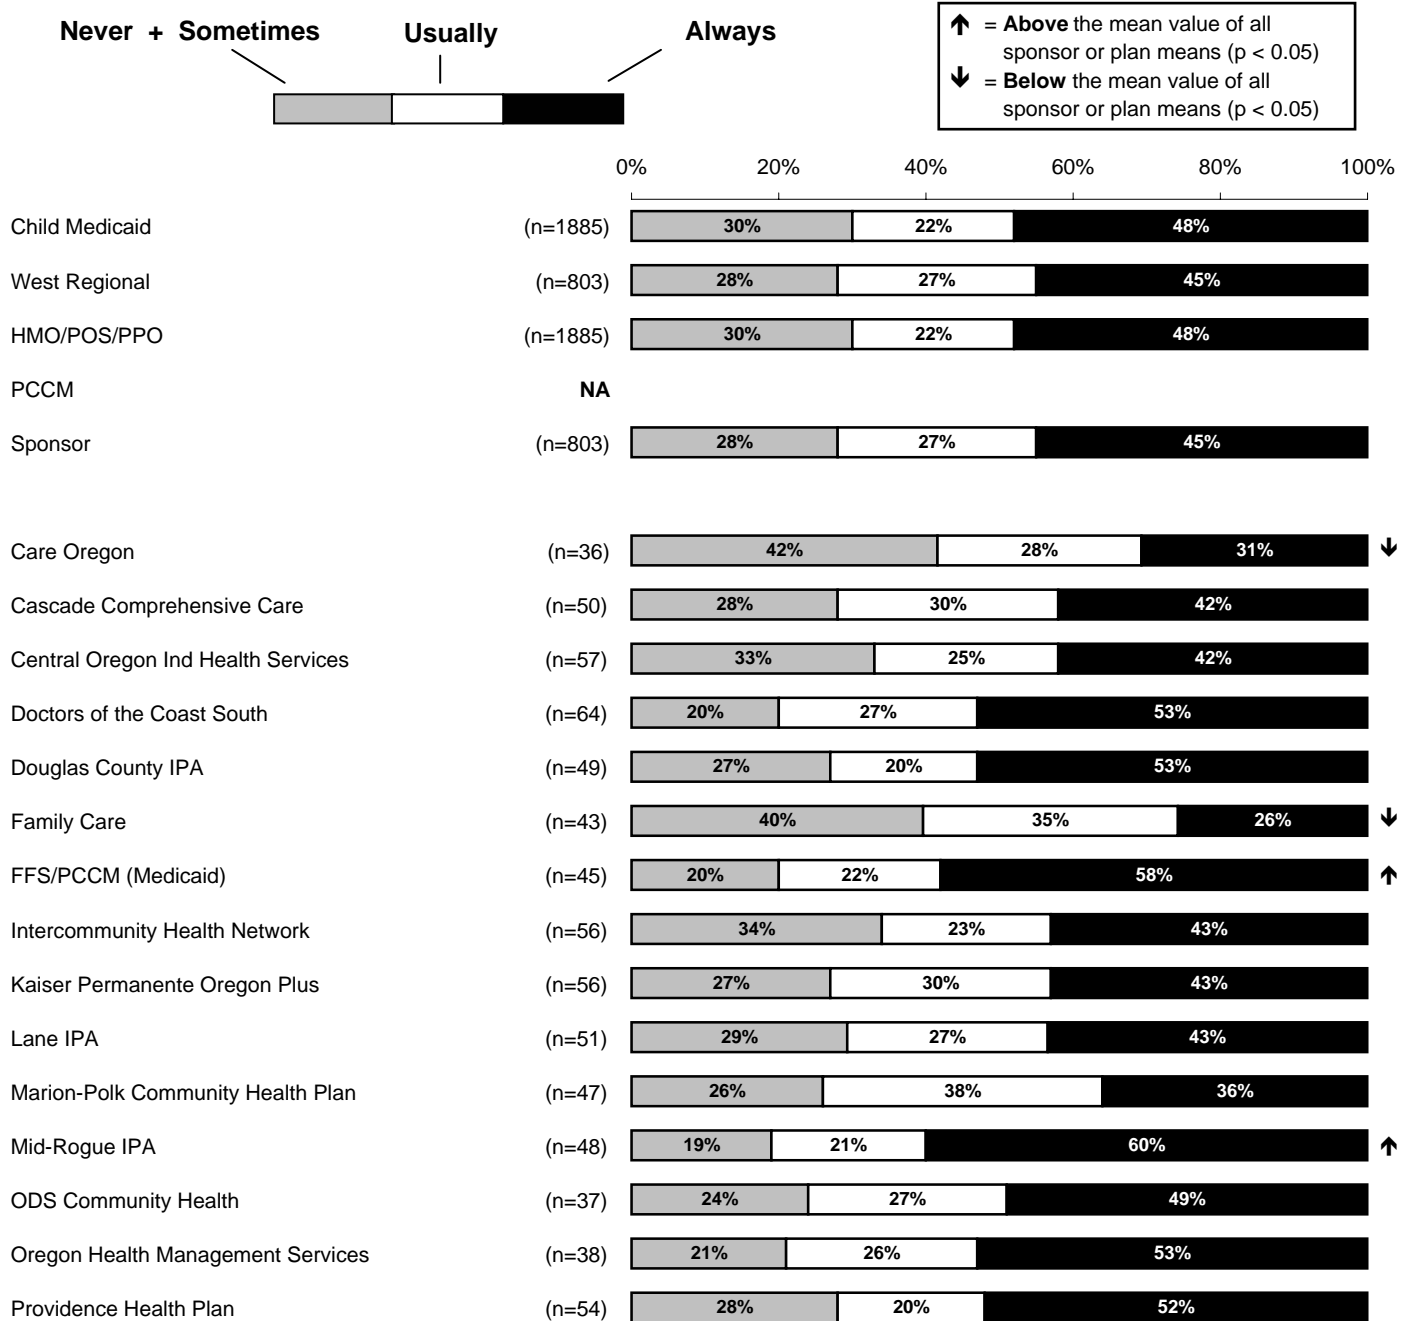 Never + Sometimes Usually Always
↑ = Above the mean value of all
sponsor or plan means (p < 0.05)
↓ = Below the mean value of all
sponsor or plan means (p < 0.05)
0% 20% 40% 60% 80% 100%
Child Medicaid (n=1885) 30% 22% 48%
West Regional (n=803) 28% 27% 45%
HMO/POS/PPO (n=1885) 30% 22% 48%
PCCM NA
Sponsor (n=803) 28% 27% 45%
Care Oregon (n=36) 42% 28% 31% ↓
Cascade Comprehensive Care (n=50) 28% 30% 42%
Central Oregon Ind Health Services (n=57) 33% 25% 42%
Doctors of the Coast South (n=64) 20% 27% 53%
Douglas County IPA (n=49) 27% 20% 53%
Family Care (n=43) 40% 35% 26% ↓
FFS/PCCM (Medicaid) (n=45) 20% 22% 58% ↑
Intercommunity Health Network (n=56) 34% 23% 43%
Kaiser Permanente Oregon Plus (n=56) 27% 30% 43%
Lane IPA (n=51) 29% 27% 43%
Marion-Polk Community Health Plan (n=47) 26% 38% 36%
Mid-Rogue IPA (n=48) 19% 21% 60% ↑
ODS Community Health (n=37) 24% 27% 49%
Oregon Health Management Services (n=38) 21% 26% 53%
Providence Health Plan (n=54) 28% 20% 52%